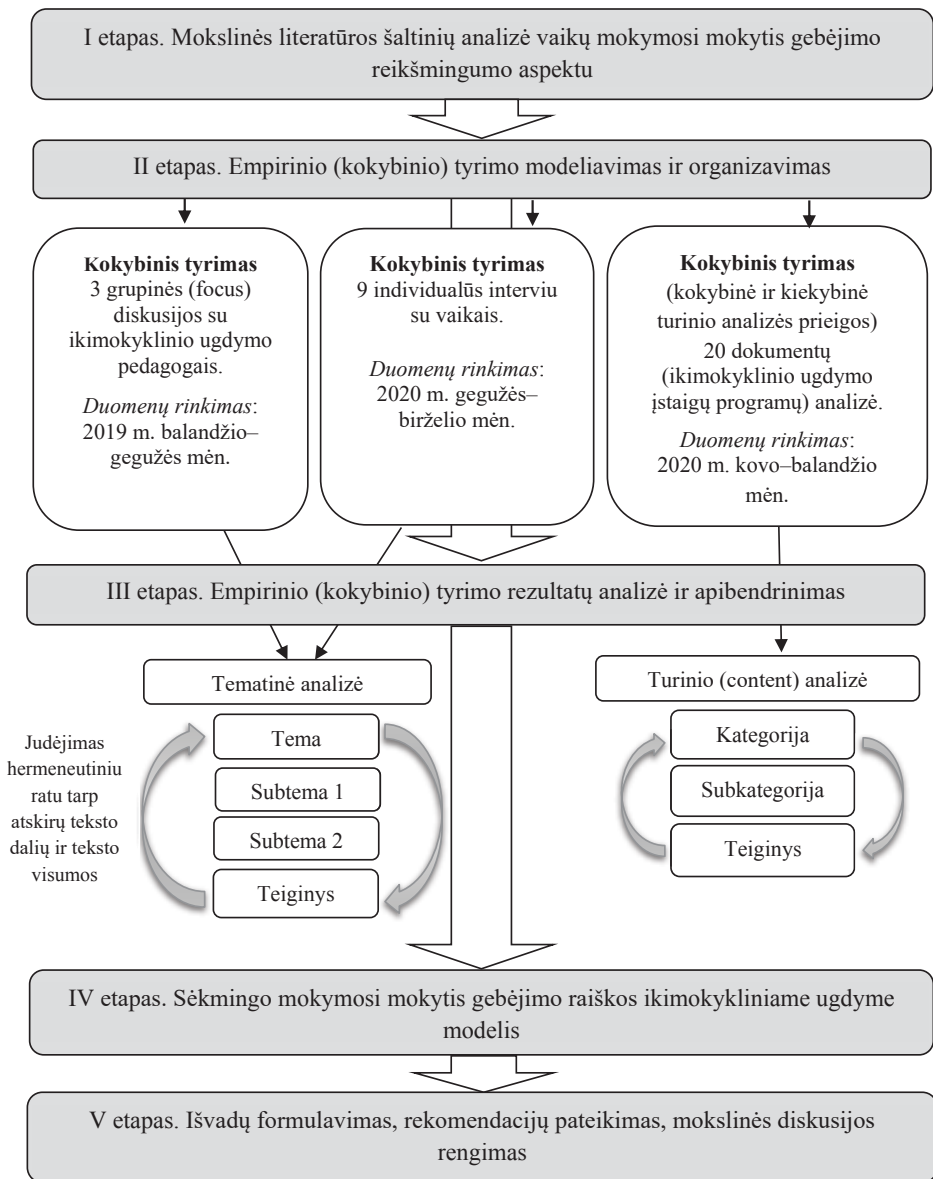 I etapas. Mokslinės literatūros šaltinių analizė vaikų mokymosi mokytis gebėjimo
reikšmingumo aspektu
II etapas. Empirinio (kokybinio) tyrimo modeliavimas ir organizavimas
Kokybinis tyrimas
3 grupinės (focus)
diskusijos su
ikimokyklinio ugdymo
pedagogais.
Duomenų rinkimas:
2019 m. balandžio–
gegužės mėn.
Kokybinis tyrimas
9 individualūs interviu
su vaikais.
Duomenų rinkimas:
2020 m. gegužės–
birželio mėn.
Kokybinis tyrimas
(kokybinė ir kiekybinė
turinio analizės prieigos)
20 dokumentų
(ikimokyklinio ugdymo
įstaigų programų) analizė.
Duomenų rinkimas:
2020 m. kovo–balandžio
mėn.
III etapas. Empirinio (kokybinio) tyrimo rezultatų analizė ir apibendrinimas
Tematinė analizė
Judėjimas
hermeneutiniu
ratu tarp
atskirų teksto
dalių ir teksto
visumos
Tema
Subtema 1
Subtema 2
Teiginys
Turinio (content) analizė
Kategorija
Subkategorija
Teiginys
IV etapas. Sėkmingo mokymosi mokytis gebėjimo raiškos ikimokykliniame ugdyme
modelis
V etapas. Išvadų formulavimas, rekomendacijų pateikimas, mokslinės diskusijos
rengimas